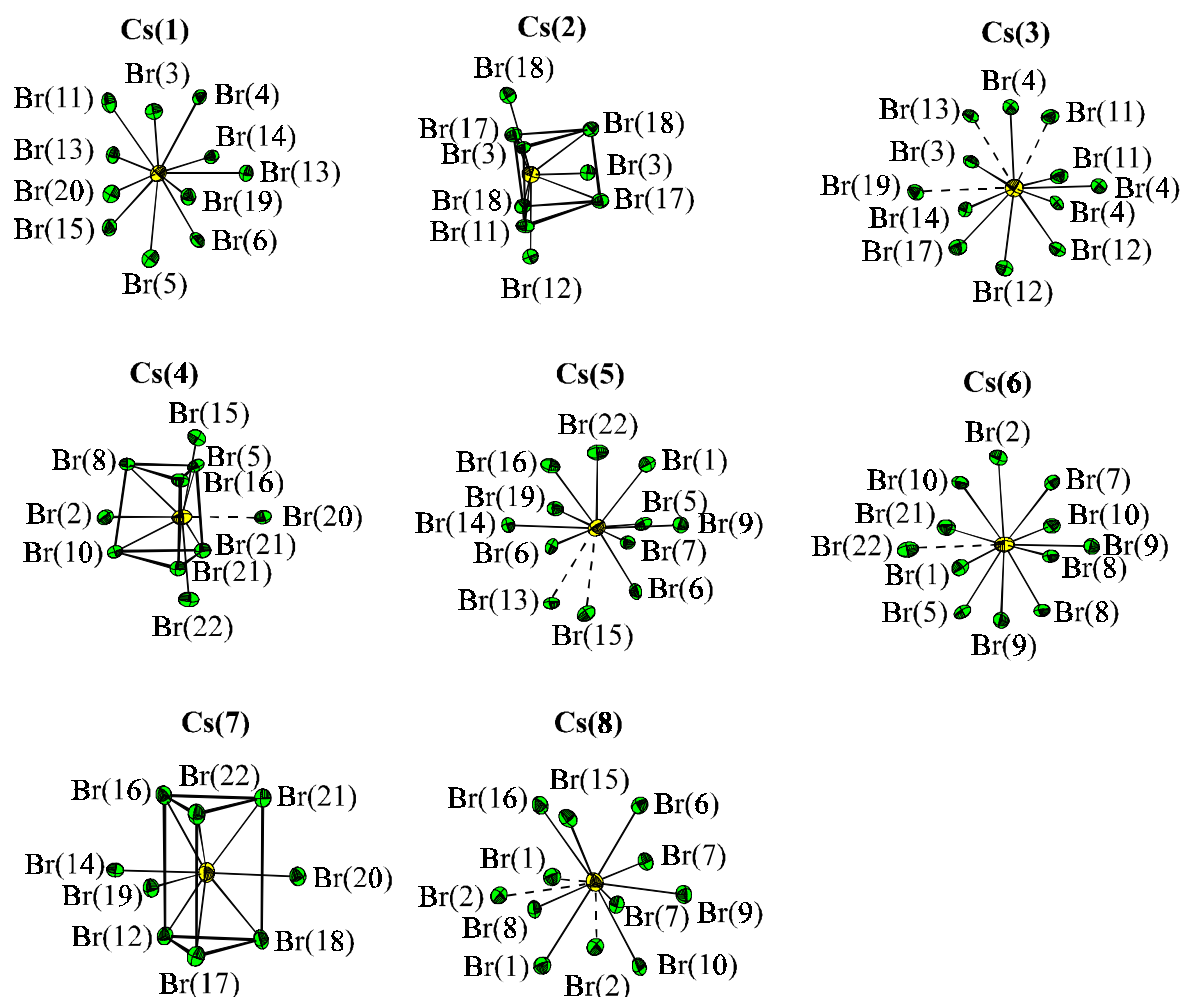 Cs(1)
Br(3)
Br(11)
Br(4)
Br(13)
Br(14)
Br(13)
Br(20)
Br(19)
Br(15)
Br(6)
Br(5)
Cs(2)
Br(18)
Br(17)
Br(18)
Br(3)
Br(3)
Br(18)
Br(17)
Br(11)
Br(12)
Cs(3)
Br(4)
Br(13)
Br(11)
Br(3)
Br(11)
Br(19)
Br(4)
Br(14)
Br(4)
Br(17)
Br(12)
Br(12)
Cs(4)
Br(15)
Br(8)
Br(5)
Br(16)
Br(2)
Br(20)
Br(10)
Br(21)
Br(21)
Br(22)
Cs(5)
Br(22)
Br(16)
Br(1)
Br(19)
Br(5)
Br(14)
Br(9)
Br(6)
Br(7)
Br(13)
Br(6)
Br(15)
Cs(6)
Br(2)
Br(10)
Br(7)
Br(21)
Br(10)
Br(22)
Br(9)
Br(1)
Br(8)
Br(5)
Br(8)
Br(9)
Cs(7)
Br(22)
Br(16)
Br(21)
Br(14)
Br(20)
Br(19)
Br(12)
Br(18)
Br(17)
Cs(8)
Br(15)
Br(16)
Br(6)
Br(1)
Br(7)
Br(2)
Br(9)
Br(8)
Br(7)
Br(1)
Br(10)
Br(2)